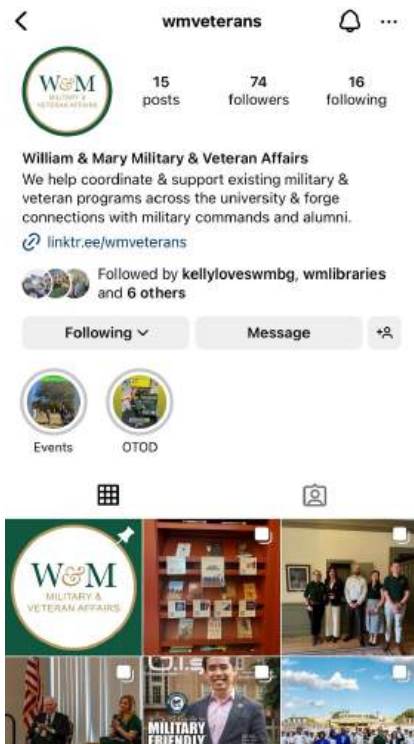 wmveterans
W&M
MILITARY &
VETERAN AFFAIRS
15
posts
74
followers
16
following
William & Mary Military & Veteran Affairs
We help coordinate & support existing military &
veteran programs across the university & forge
connections with military commands and alumni.
linktr.ee/wmveterans
Followed by kellyloveswmbg, wmlibraries
and 6 others
Following
Message
Events
OTOD
W&M
MILITARY &
VETERAN AFFAIRS
MILITARY
FRIENDLY